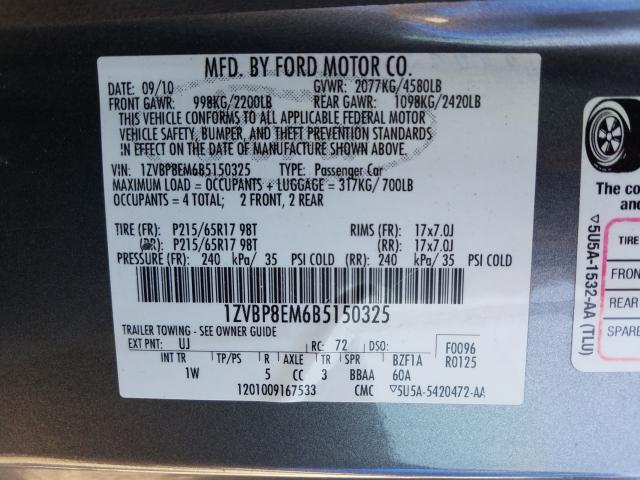 MFD. BY FORD MOTOR CO.
DATE: 09/10 GVWR: 2077KG/4580LB
FRONT GAWR: 998KG/2200LB REAR GAWR: 1098KG/2420LB
THIS VEHICLE CONFORMS TO ALL APPLICABLE FEDERAL MOTOR
VEHICLE SAFETY, BUMPER, AND THEFT PREVENTION STANDARDS
IN EFFECT ON THE DATE OF MANUFACTURE SHOWN ABOVE.
VIN: 1ZVBP8EM6B5150325 TYPE: Passenger Car
MAXIMUM LOAD = OCCUPANTS + LUGGAGE = 317KG/700LB
OCCUPANTS = 4 TOTAL: 2 FRONT, 2 REAR
TIRE (FR): P215/65R17 98T RIMS (FR): 17x7.0J
(RR): P215/65R17 98T (RR): 17x7.0J
PRESSURE (FR): 240 kPa/ 35 PSI COLD (RR): 240 kPa/ 35 PSI COLD
1ZVBP8EM6B5150325
TRAILER TOWING - SEE OWNER GUIDE
EXT PNT: UJ RC: 72 DSO: F0096
INT TR TP/PS R AXLE TR SPR BZF1A R0125
1W 5 CC 3 BBAA 60A
1201009167533 CMC ▽5U5A-5420472-AA
The co
and
TIRE
FRON
REAR
SPARE
▽5U5A-1532-AA (TLU)